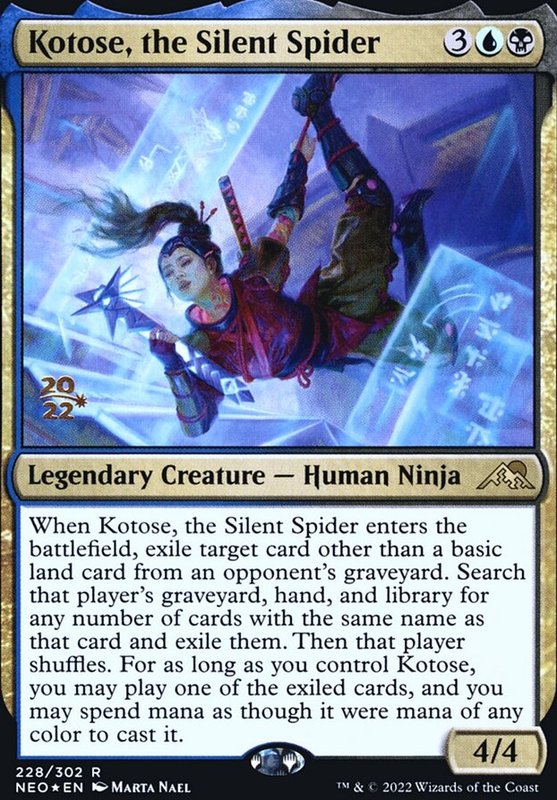 Kotose, the Silent Spider 3
20
22
Legendary Creature — Human Ninja
When Kotose, the Silent Spider enters the
battlefield, exile target card other than a basic
land card from an opponent's graveyard. Search
that player's graveyard, hand, and library for
any number of cards with the same name as
that card and exile them. Then that player
shuffles. For as long as you control Kotose,
you may play one of the exiled cards, and you
may spend mana as though it were mana of any
color to cast it.
4/4
228/302 R
NEO★EN Marta Nael
™ & © 2022 Wizards of the Coast